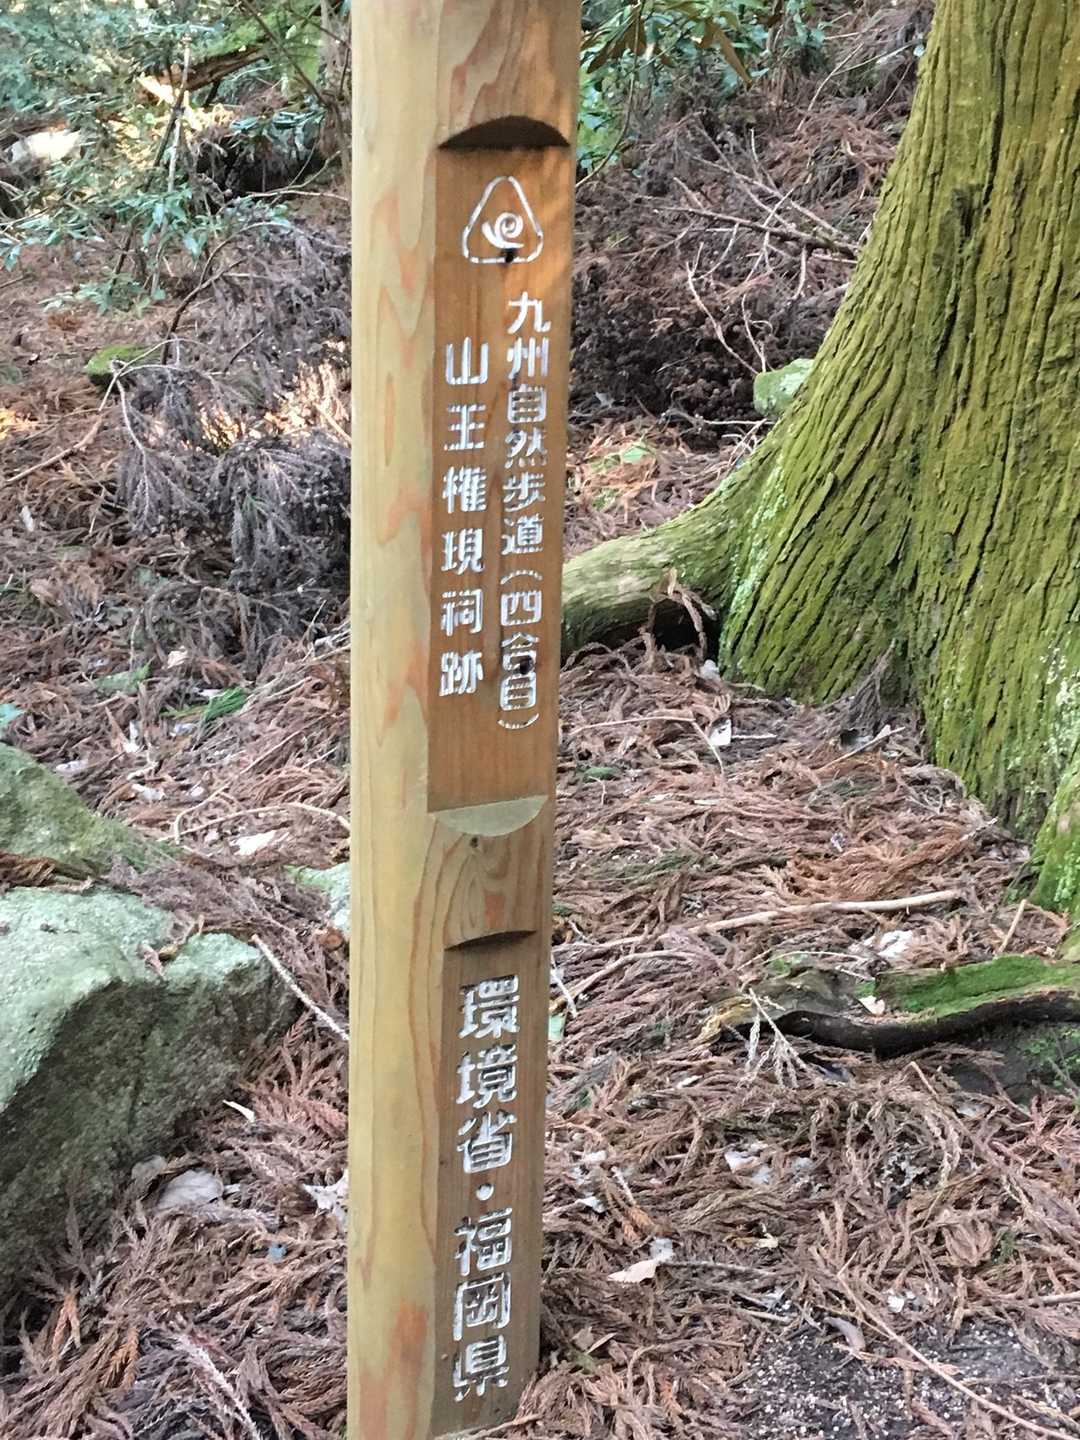 九州自然歩道(四合目)
山王権現祠跡
環境省・福岡県